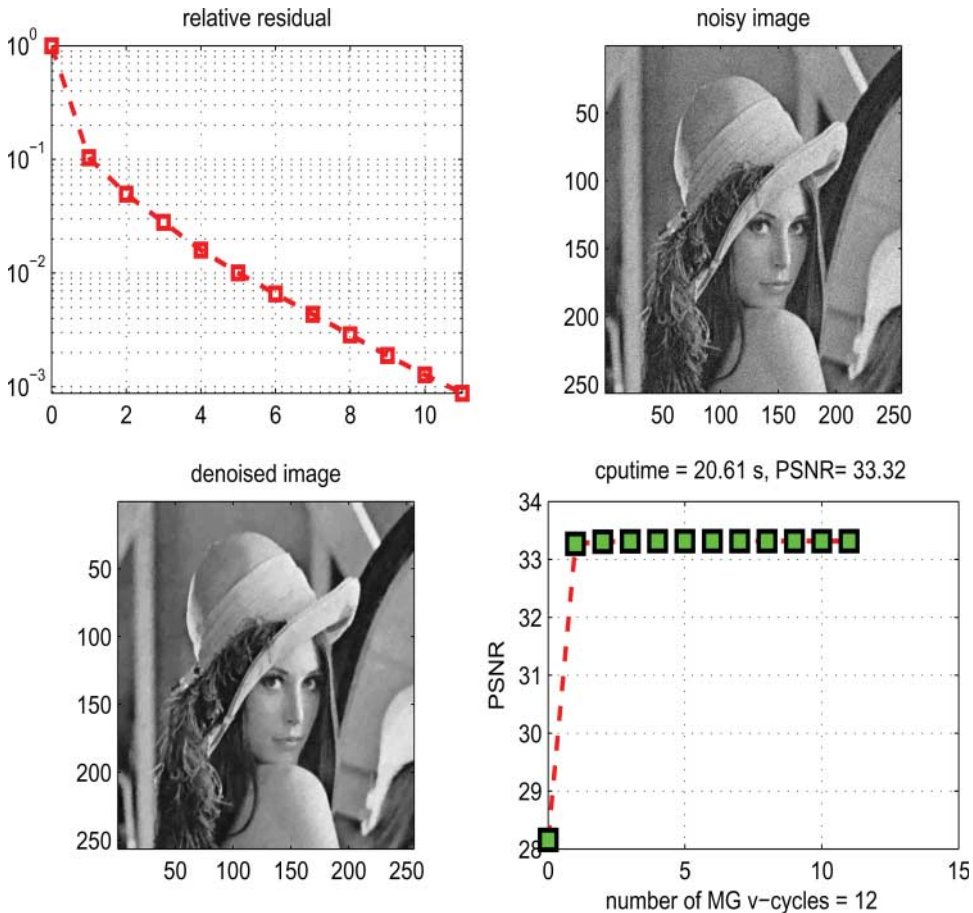 relative residual
10^0
10^-1
10^-2
10^-3
0 2 4 6 8 10
noisy image
50
100
150
200
250
50 100 150 200 250
denoised image
50
100
150
200
250
50 100 150 200 250
cputime = 20.61 s, PSNR= 33.32
PSNR
34
33
32
31
30
29
28
0 5 10 15
number of MG v-cycles = 12